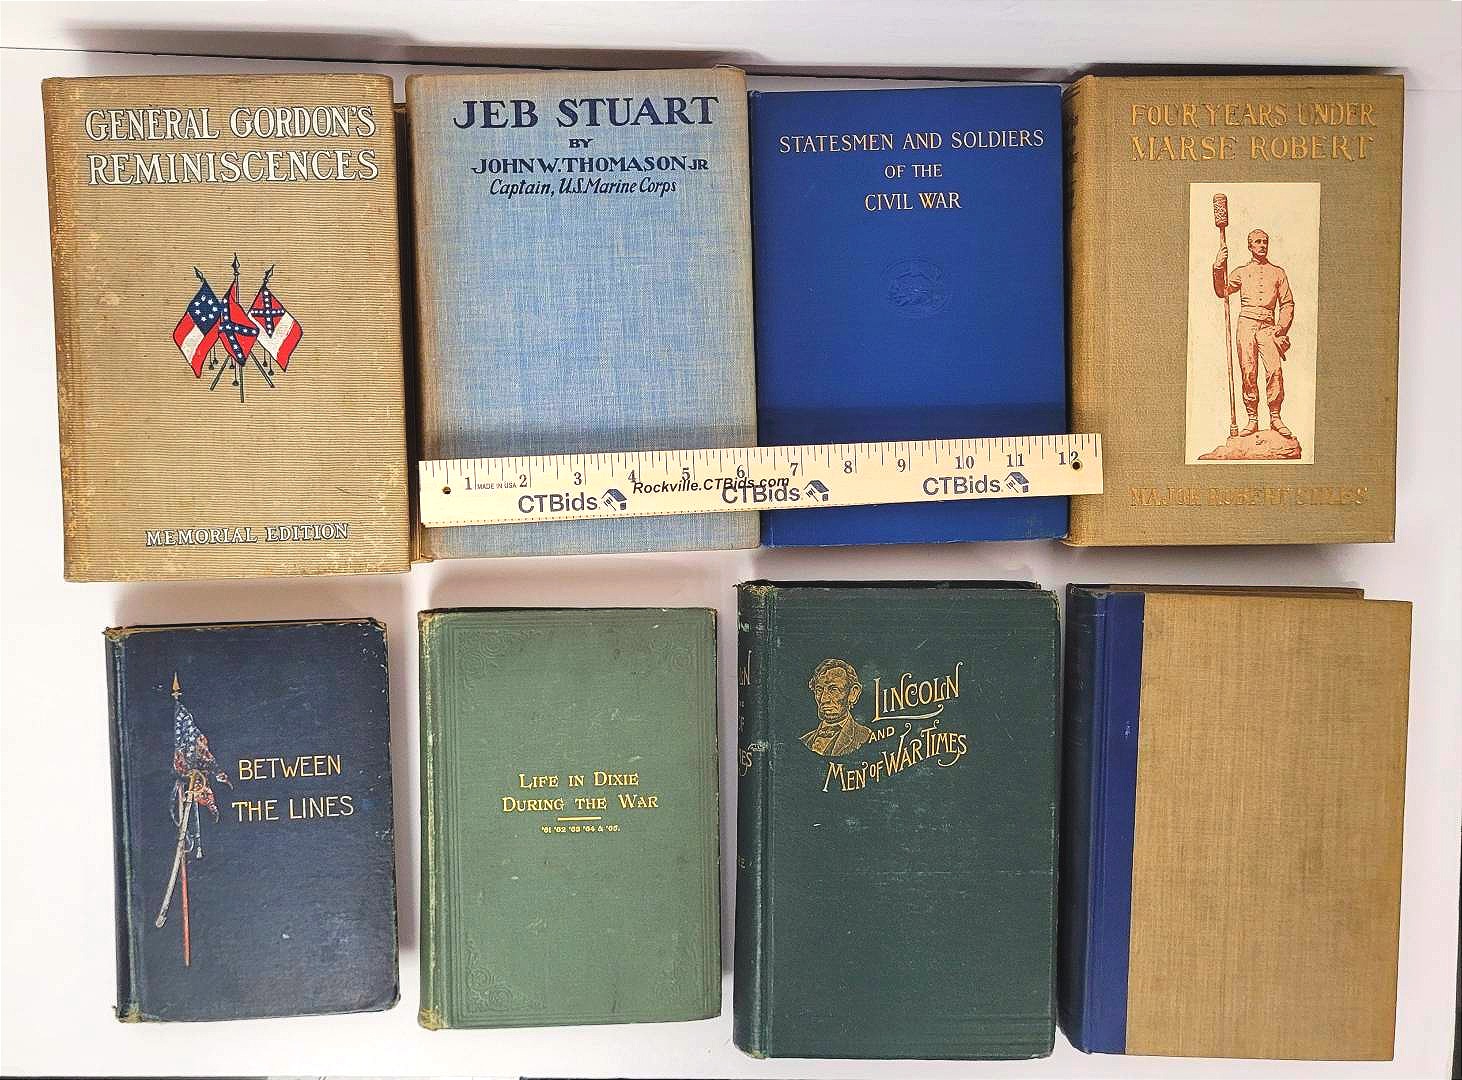 GENERAL GORDON'S
REMINISCENCES
MEMORIAL EDITION
JEB STUART
BY
JOHN W. THOMASON JR
Captain, U.S. Marine Corps
STATESMEN AND SOLDIERS
OF THE
CIVIL WAR
FOUR YEARS UNDER
MARSE ROBERT
MAJOR ROBERT STILES
1 MADE IN USA 2 3 4 5 6 7 8 9 10 11 12
CTBids Rockville.CTBids.com CTBids CTBids
BETWEEN
THE LINES
LIFE IN DIXIE
DURING THE WAR
'61 '62 '63 '64 & '65.
LINCOLN
AND
MEN OF WAR TIMES